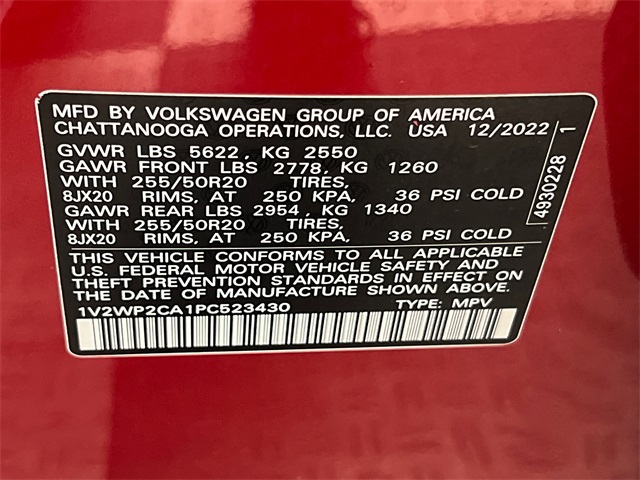 MFD BY VOLKSWAGEN GROUP OF AMERICA
CHATTANOOGA OPERATIONS, LLC. USA 12/2022
GVWR LBS 5622, KG 2550
GAWR FRONT LBS 2778, KG 1260
WITH 255/50R20 TIRES,
8JX20 RIMS, AT 250 KPA, 36 PSI COLD
GAWR REAR LBS 2954, KG 1340
WITH 255/50R20 TIRES,
8JX20 RIMS, AT 250 KPA, 36 PSI COLD
THIS VEHICLE CONFORMS TO ALL APPLICABLE
U.S. FEDERAL MOTOR VEHICLE SAFETY AND
THEFT PREVENTION STANDARDS IN EFFECT ON
THE DATE OF MANUFACTURE SHOWN ABOVE.
1V2WP2CA1PC523430 TYPE: MPV
4930228 1